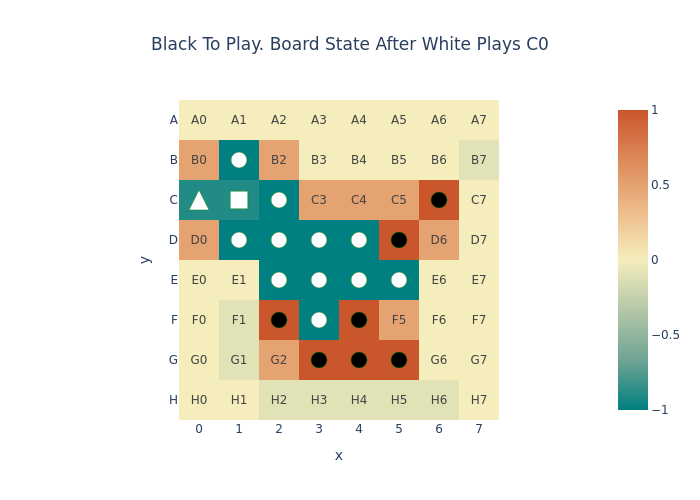 Black To Play. Board State After White Plays C0
A A0 A1 A2 A3 A4 A5 A6 A7
B B0 B2 B3 B4 B5 B6 B7
C C3 C4 C5 C7
D D0 D6 D7
E E0 E1 E6 E7
F F0 F1 F5 F6 F7
G G0 G1 G2 G6 G7
H H0 H1 H2 H3 H4 H5 H6 H7
0 1 2 3 4 5 6 7
x
y
1
0.5
0
−0.5
−1